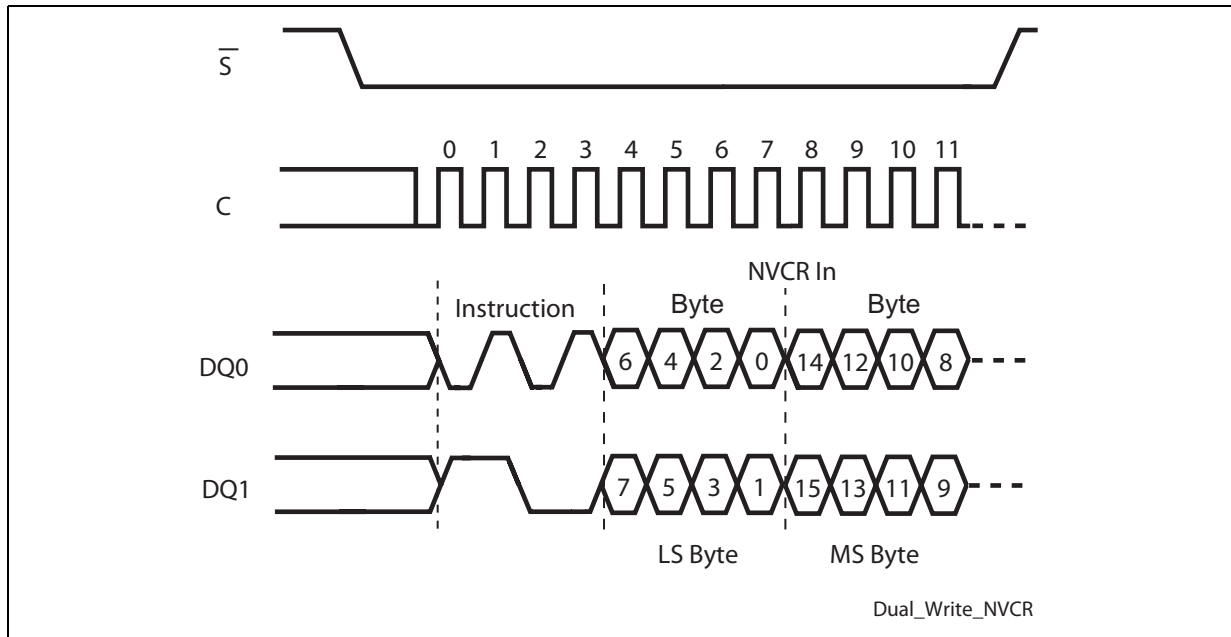 S
0 1 2 3 4 5 6 7 8 9 10 11
C
NVCR In
Instruction Byte Byte
DQ0 6 4 2 0 14 12 10 8
DQ1 7 5 3 1 15 13 11 9
LS Byte MS Byte
Dual_Write_NVCR